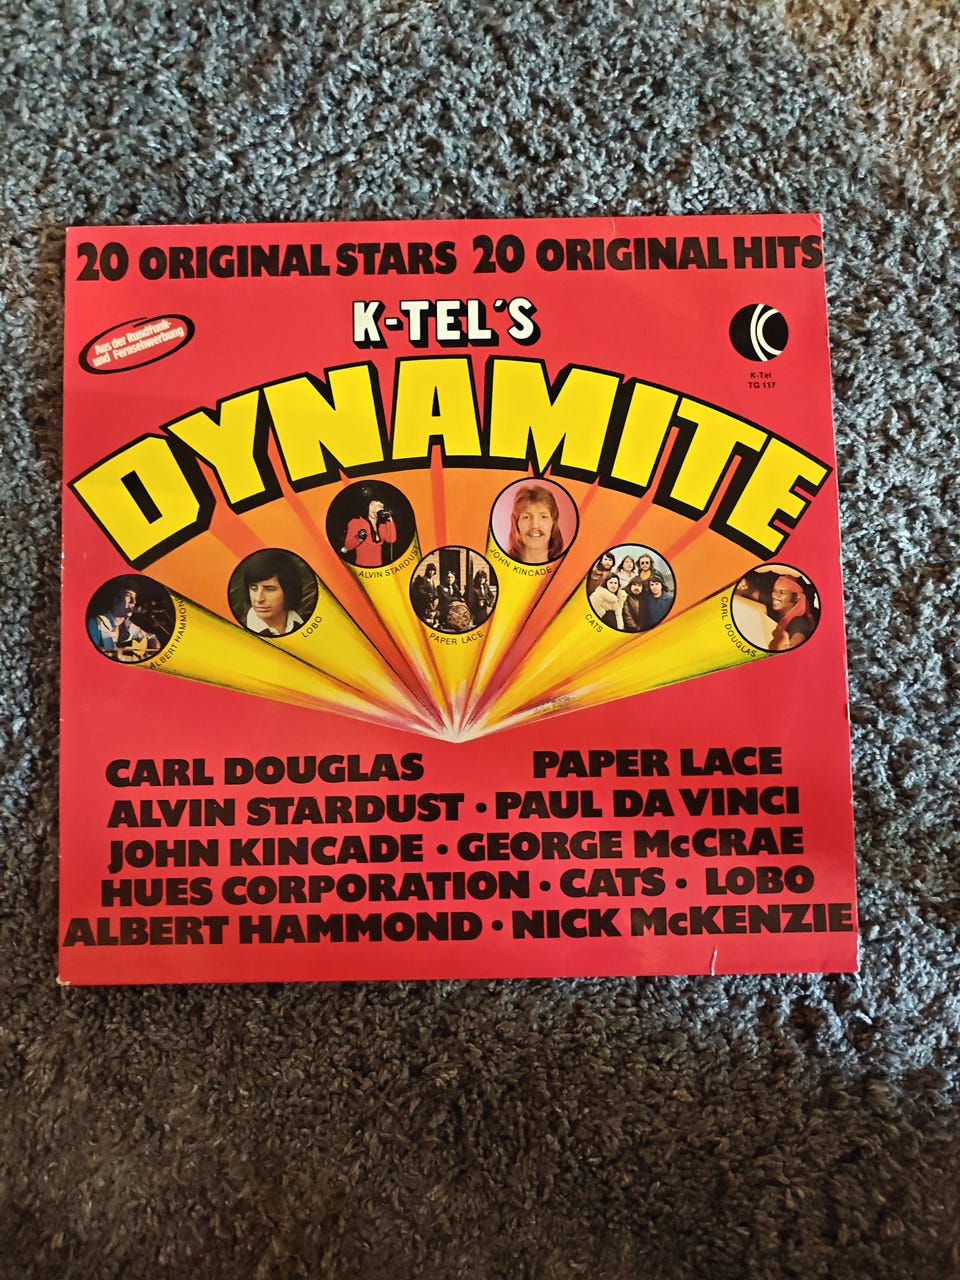 20 ORIGINAL STARS 20 ORIGINAL HITS
K-TEL'S
Aus der Rundfunk-
und Fernsehwerbung
K-Tel
TG 117
DYNAMITE
ALBERT HAMMOND
LOBO
ALVIN STARDUST
PAPER LACE
JOHN KINCADE
CATS
CARL DOUGLAS
CARL DOUGLAS PAPER LACE
ALVIN STARDUST • PAUL DA VINCI
JOHN KINCADE • GEORGE McCRAE
HUES CORPORATION • CATS • LOBO
ALBERT HAMMOND • NICK McKENZIE